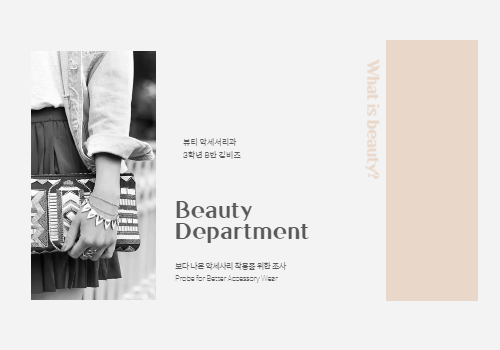 뷰티 악세서리과
3학년 B반 김비즈
Beauty
Department
보다 나은 악세사리 착용을 위한 조사
Probe for Better Accessory Wear
What is beauty?